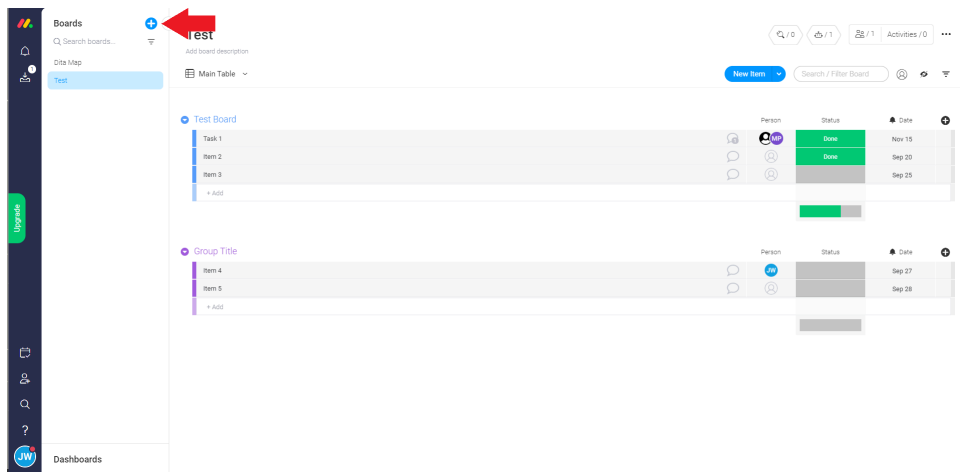 Boards
Search boards...
Dita Map
Test
1
Upgrade
?
JW
Dashboards
Test
Add board description
/ 0
/ 1
/ 1
Activities / 0
Main Table
New Item
Search / Filter Board
Test Board
Person
Status
Date
Task 1
1
MP
Done
Nov 15
Item 2
Done
Sep 20
Item 3
Sep 25
+ Add
Group Title
Person
Status
Date
Item 4
JW
Sep 27
Item 5
Sep 28
+ Add